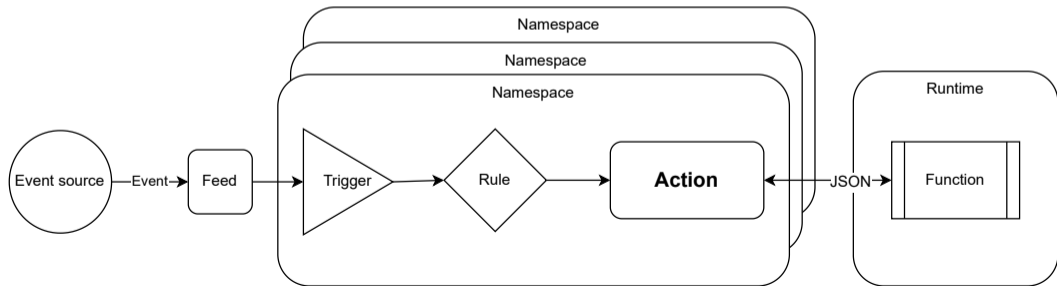 Namespace
Namespace
Namespace
Runtime
Event source
Event
Feed
Trigger
Rule
Action
JSON
Function